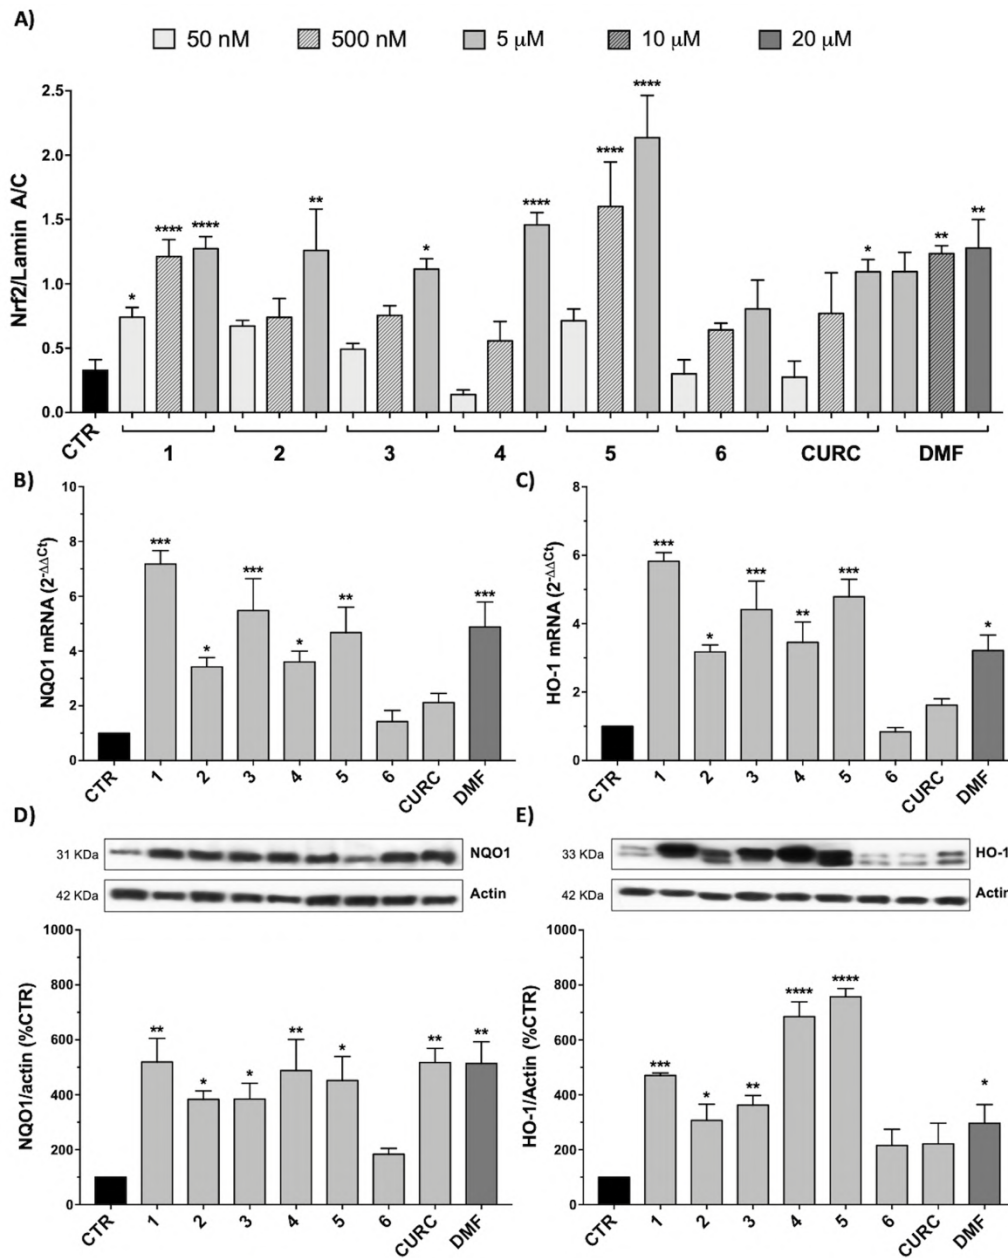 A)
50 nM 500 nM 5 μM 10 μM 20 μM
Nrf2/Lamin A/C
2.5
2.0
1.5
1.0
0.5
0.0
* **** **** ** * **** **** **** * ** **
CTR 1 2 3 4 5 6 CURC DMF
B)
NQO1 mRNA (2-ΔΔCt)
10
8
6
4
2
0
*** * *** * ** ***
CTR 1 2 3 4 5 6 CURC DMF
C)
HO-1 mRNA (2-ΔΔCt)
8
6
4
2
0
*** * *** ** *** *
CTR 1 2 3 4 5 6 CURC DMF
D)
31 KDa NQO1
42 KDa Actin
NQO1/actin (%CTR)
1000
800
600
400
200
0
** * * ** * ** **
CTR 1 2 3 4 5 6 CURC DMF
E)
33 KDa HO-1
42 KDa Actin
HO-1/Actin (%CTR)
1000
800
600
400
200
0
*** * ** **** **** *
CTR 1 2 3 4 5 6 CURC DMF